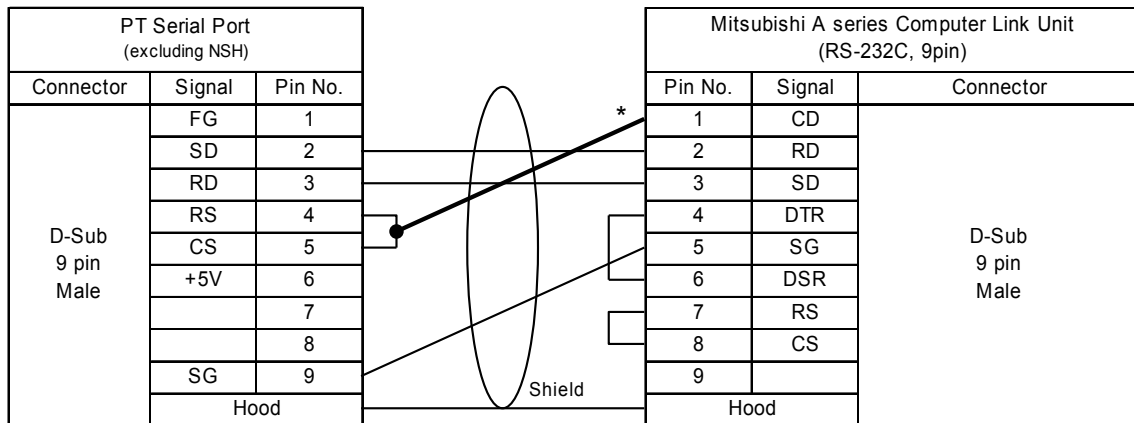 PT Serial Port
(excluding NSH)
Mitsubishi A series Computer Link Unit
(RS-232C, 9pin)
Connector Signal Pin No.
Pin No. Signal Connector
FG 1 * 1 CD
SD 2 2 RD
RD 3 3 SD
RS 4 4 DTR
CS 5 5 SG
+5V 6 6 DSR
7 7 RS
8 8 CS
SG 9 9
D-Sub
9 pin
Male
D-Sub
9 pin
Male
Hood Shield Hood